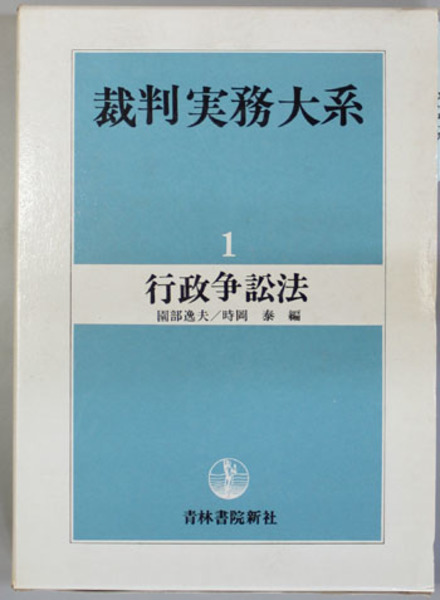 裁判実務大系
1
行政争訟法
園部逸夫／時岡 泰 編
青林書院新社